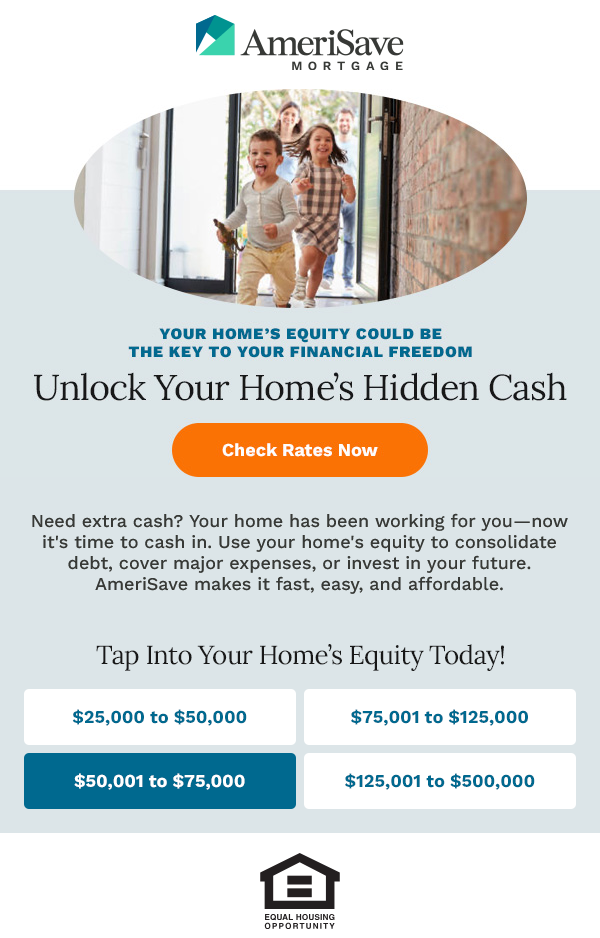 AmeriSave
MORTGAGE
YOUR HOME’S EQUITY COULD BE
THE KEY TO YOUR FINANCIAL FREEDOM
Unlock Your Home’s Hidden Cash
Check Rates Now
Need extra cash? Your home has been working for you—now
it's time to cash in. Use your home's equity to consolidate
debt, cover major expenses, or invest in your future.
AmeriSave makes it fast, easy, and affordable.
Tap Into Your Home’s Equity Today!
$25,000 to $50,000
$75,001 to $125,000
$50,001 to $75,000
$125,001 to $500,000
EQUAL HOUSING
OPPORTUNITY